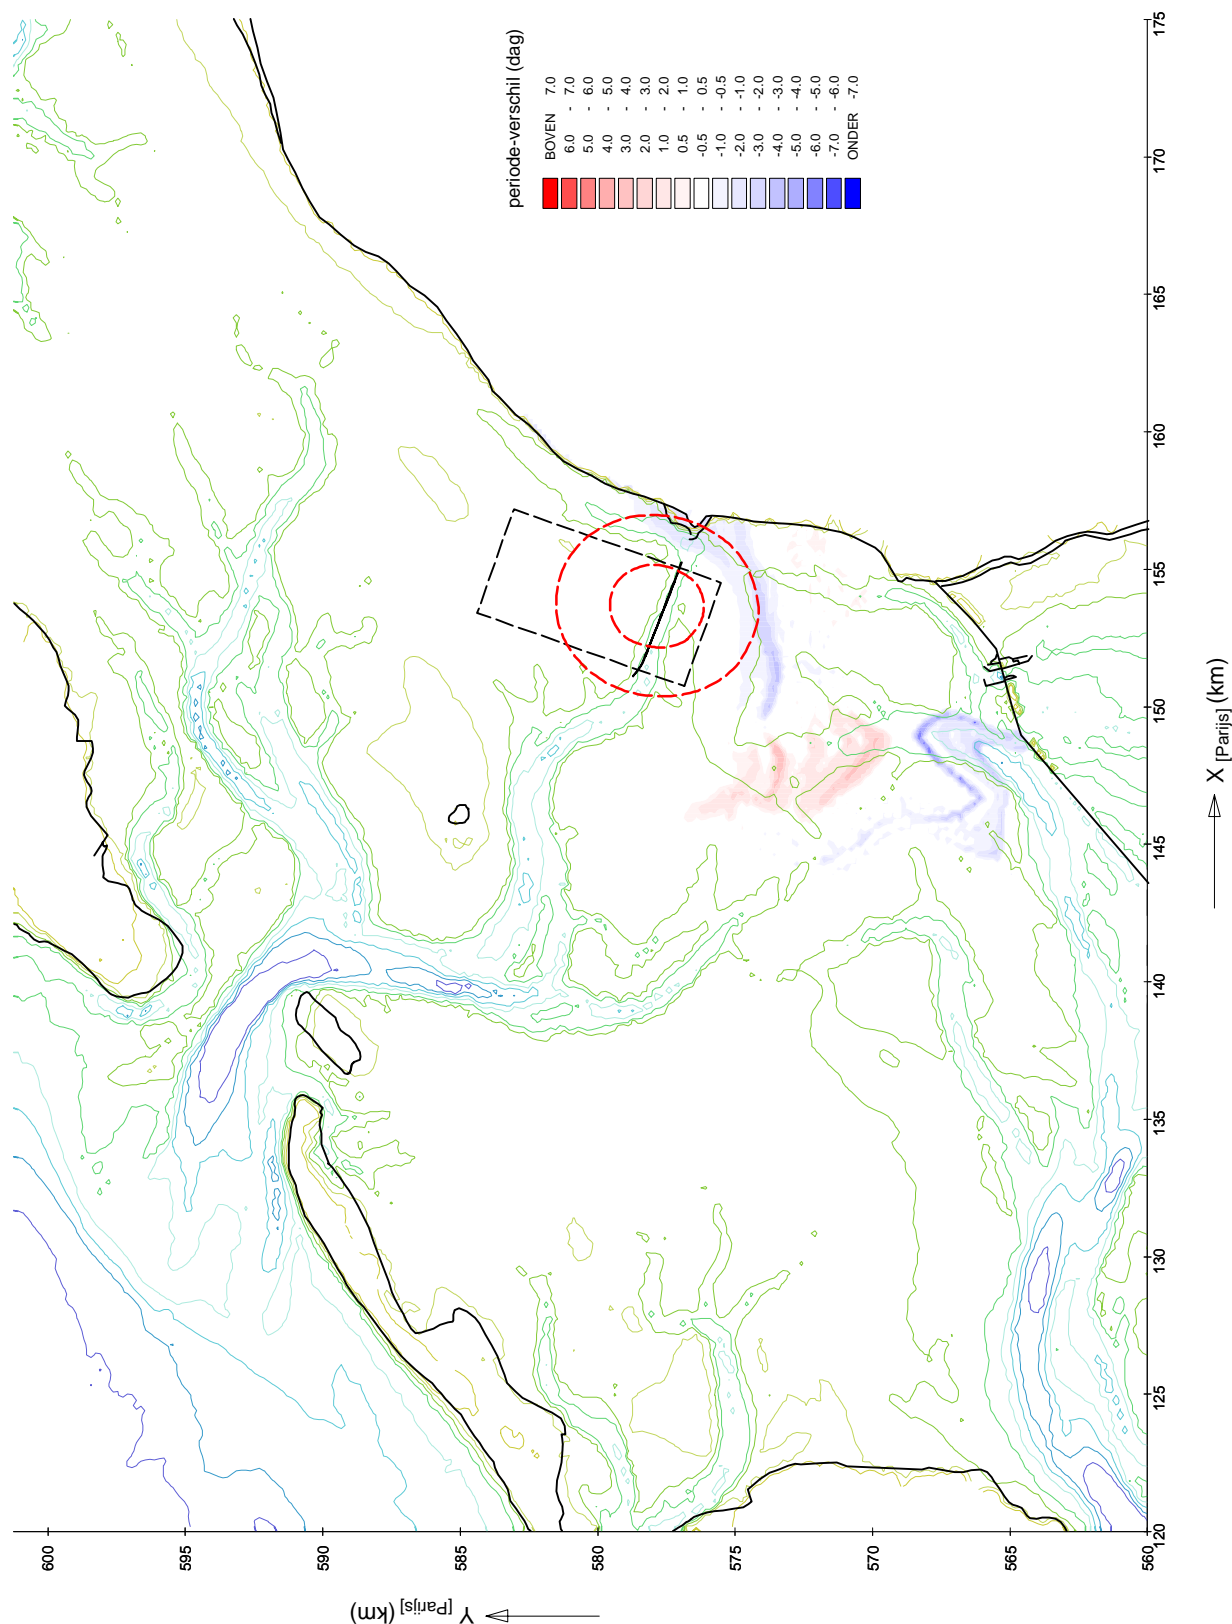 periode-verschil (dag)
BOVEN 7.0
6.0 - 7.0
5.0 - 6.0
4.0 - 5.0
3.0 - 4.0
2.0 - 3.0
1.0 - 2.0
0.5 - 1.0
-0.5 - 0.5
-1.0 - -0.5
-2.0 - -1.0
-3.0 - -2.0
-4.0 - -3.0
-5.0 - -4.0
-6.0 - -5.0
-7.0 - -6.0
ONDER -7.0
600
595
590
585
580
575
570
565
560
Y [Parijs] (km)
120
125
130
135
140
145
150
155
160
165
170
175
X [Parijs] (km)